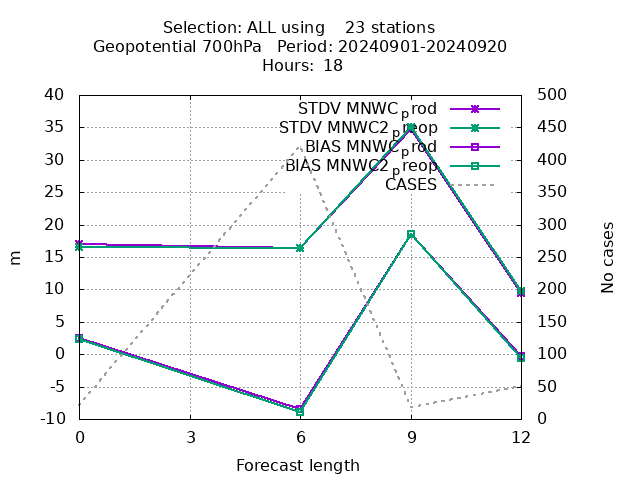 Selection: ALL using    23 stations
Geopotential 700hPa   Period: 20240901-20240920
Hours: 18
STDV MNWC_prod
STDV MNWC2_preop
BIAS MNWC_prod
BIAS MNWC2_preop
CASES
40
35
30
25
20
15
10
5
0
-5
-10
m
500
450
400
350
300
250
200
150
100
50
0
No cases
0 3 6 9 12
Forecast length